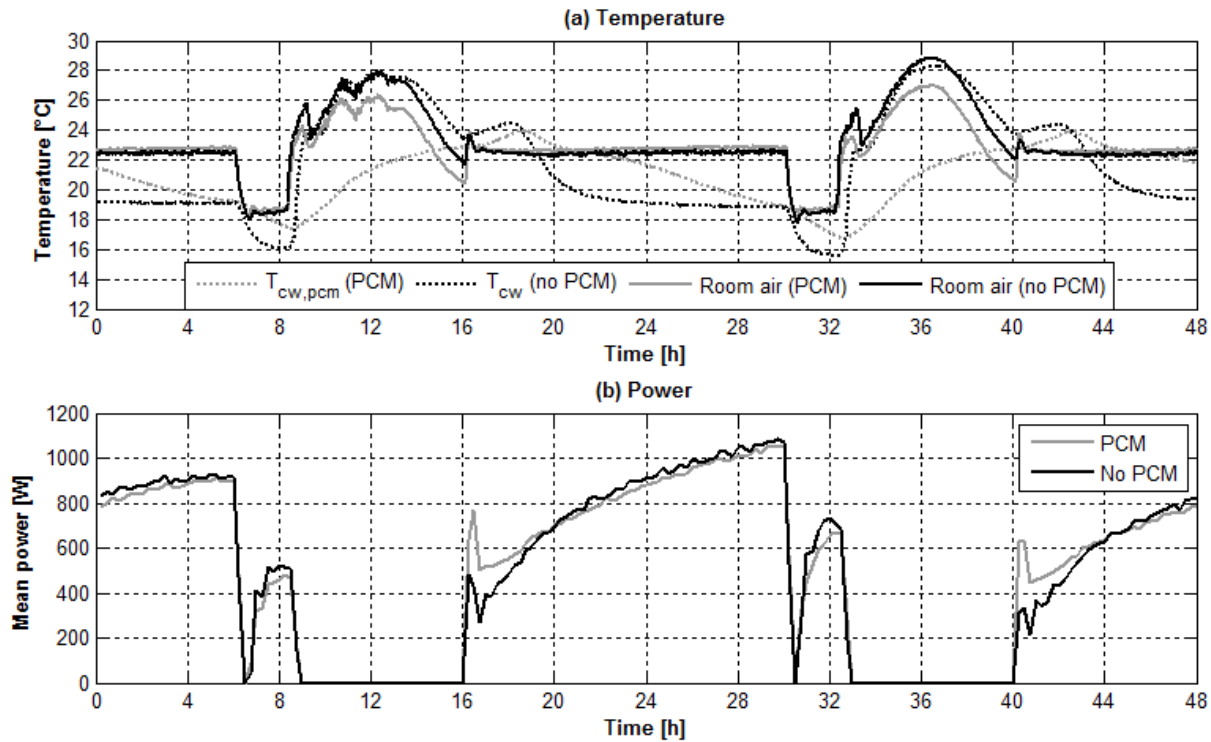 (a) Temperature
30
28
26
24
22
20
18
16
14
12
Temperature [°C]
T_cw,pcm (PCM) T_cw (no PCM) Room air (PCM) Room air (no PCM)
0 4 8 12 16 20 24 28 32 36 40 44 48
Time [h]
(b) Power
1200
1000
800
600
400
200
0
Mean power [W]
PCM
No PCM
0 4 8 12 16 20 24 28 32 36 40 44 48
Time [h]